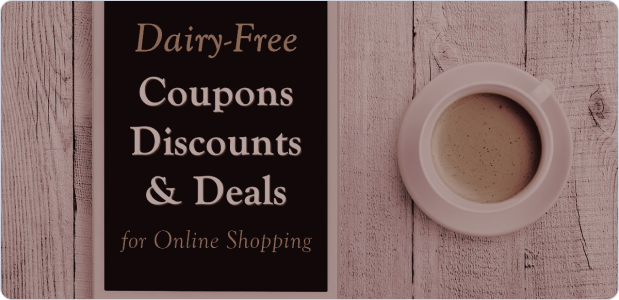 Dairy-Free
Coupons
Discounts
& Deals
for Online Shopping